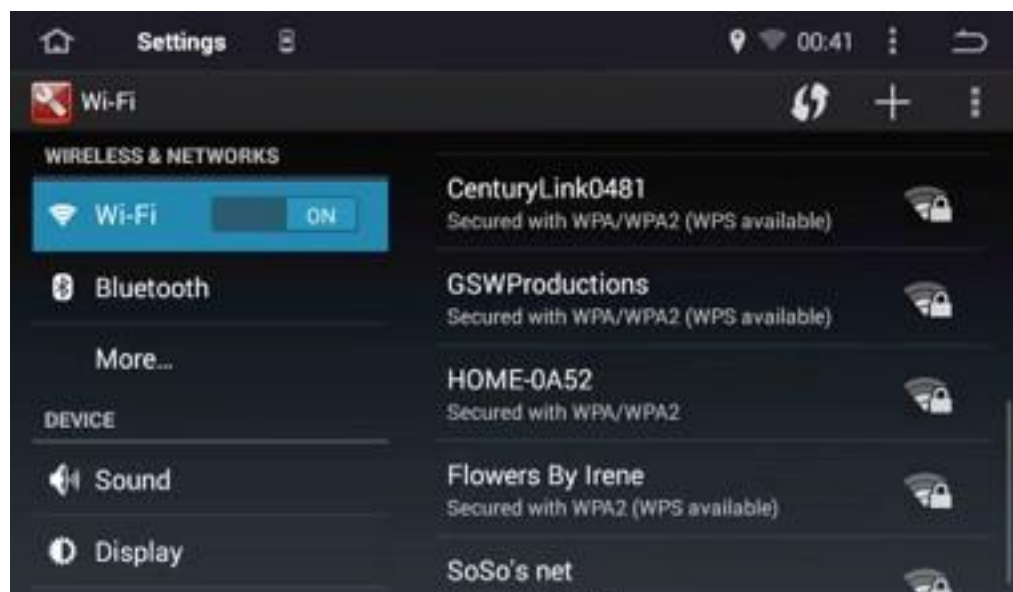 Settings 00:41
Wi-Fi
WIRELESS & NETWORKS
Wi-Fi ON
Bluetooth
More...
DEVICE
Sound
Display
CenturyLink0481
Secured with WPA/WPA2 (WPS available)
GSWProductions
Secured with WPA/WPA2 (WPS available)
HOME-0A52
Secured with WPA/WPA2
Flowers By Irene
Secured with WPA2 (WPS available)
SoSo's net